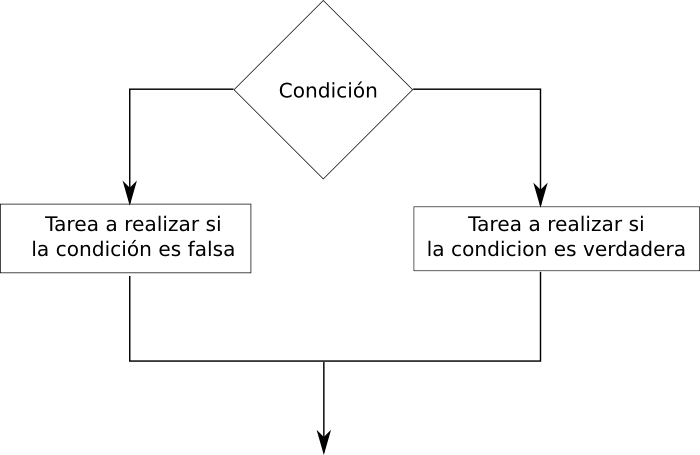 Condición
Tarea a realizar si
la condición es falsa
Tarea a realizar si
la condicion es verdadera